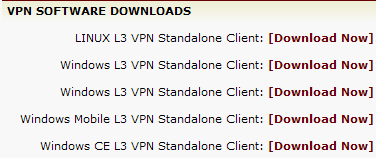 VPN SOFTWARE DOWNLOADS
LINUX L3 VPN Standalone Client: [Download Now]
Windows L3 VPN Standalone Client: [Download Now]
Windows L3 VPN Standalone Client: [Download Now]
Windows Mobile L3 VPN Standalone Client: [Download Now]
Windows CE L3 VPN Standalone Client: [Download Now]